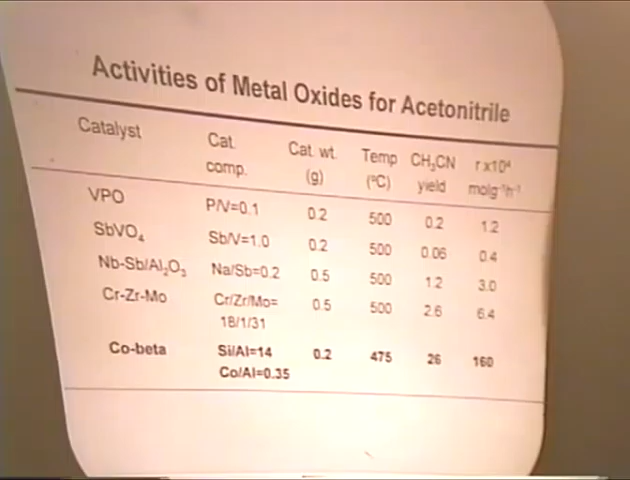 Activities of Metal Oxides for Acetonitrile
Catalyst Cat. comp. Cat. wt. (g) Temp (ºC) CH₃CN yield r x10⁴ molg⁻¹h⁻¹
VPO P/V=0.1 0.2 500 0.2 1.2
SbVO₄ Sb/V=1.0 0.2 500 0.06 0.4
Nb-Sb/Al₂O₃ Na/Sb=0.2 0.5 500 1.2 3.0
Cr-Zr-Mo Cr/Zr/Mo= 0.5 500 2.6 6.4
18/1/31
Co-beta Si/Al=14 0.2 475 26 160
Co/Al=0.35